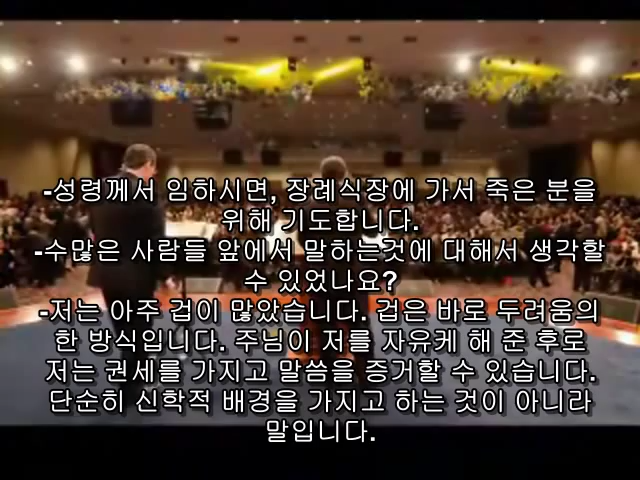 -성령께서 임하시면, 장례식장에 가서 죽은 분을
위해 기도합니다.
-수많은 사람들 앞에서 말하는것에 대해서 생각할
수 있었나요?
-저는 아주 겁이 많았습니다. 겁은 바로 두려움의
한 방식입니다. 주님이 저를 자유케 해 준 후로
저는 권세를 가지고 말씀을 증거할 수 있습니다.
단순히 신학적 배경을 가지고 하는 것이 아니라
말입니다.